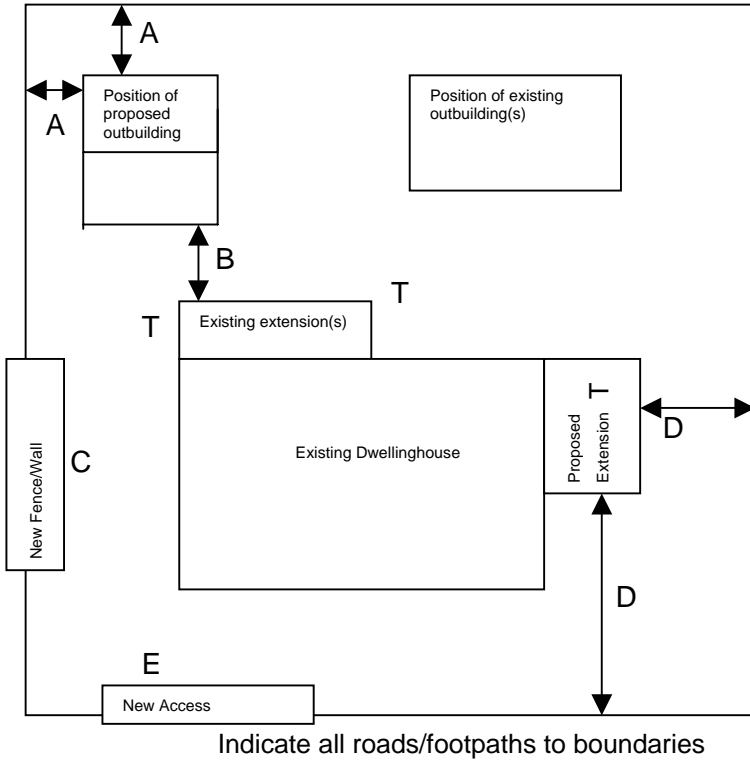 A
A
Position of
proposed
outbuilding
Position of existing
outbuilding(s)
B
T
T
Existing extension(s)
New Fence/Wall
C
Existing Dwellinghouse
Proposed
Extension T
D
D
E
New Access
Indicate all roads/footpaths to boundaries